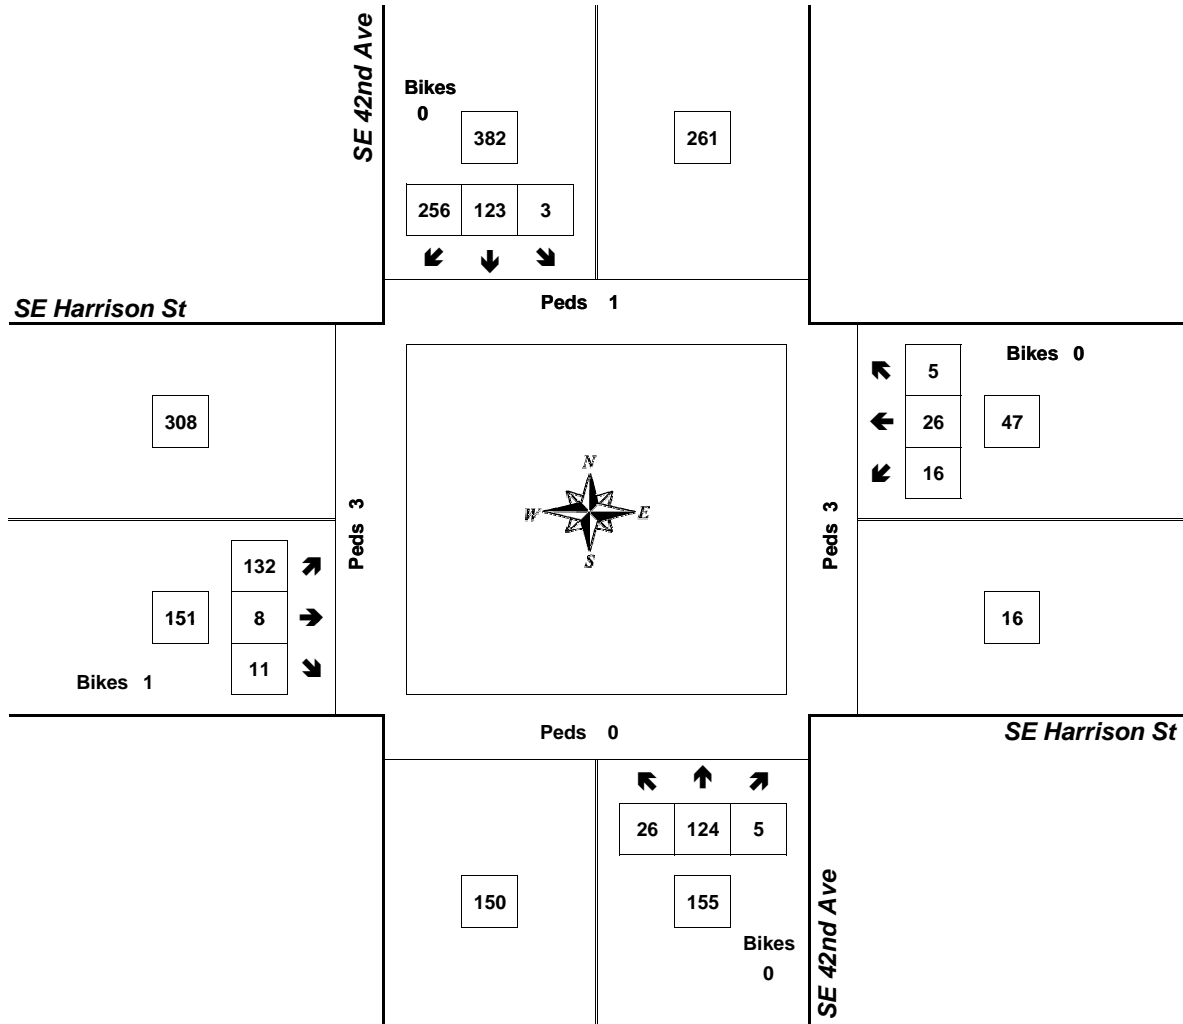 SE 42nd Ave
Bikes
0
382
261
256 123 3
Peds 1
SE Harrison St
Bikes 0
5
308
26 47
16
N
W E
S
Peds 3
Peds 3
132
151 8
16
11
Bikes 1
Peds 0
SE Harrison St
26 124 5
150
155
SE 42nd Ave
Bikes
0